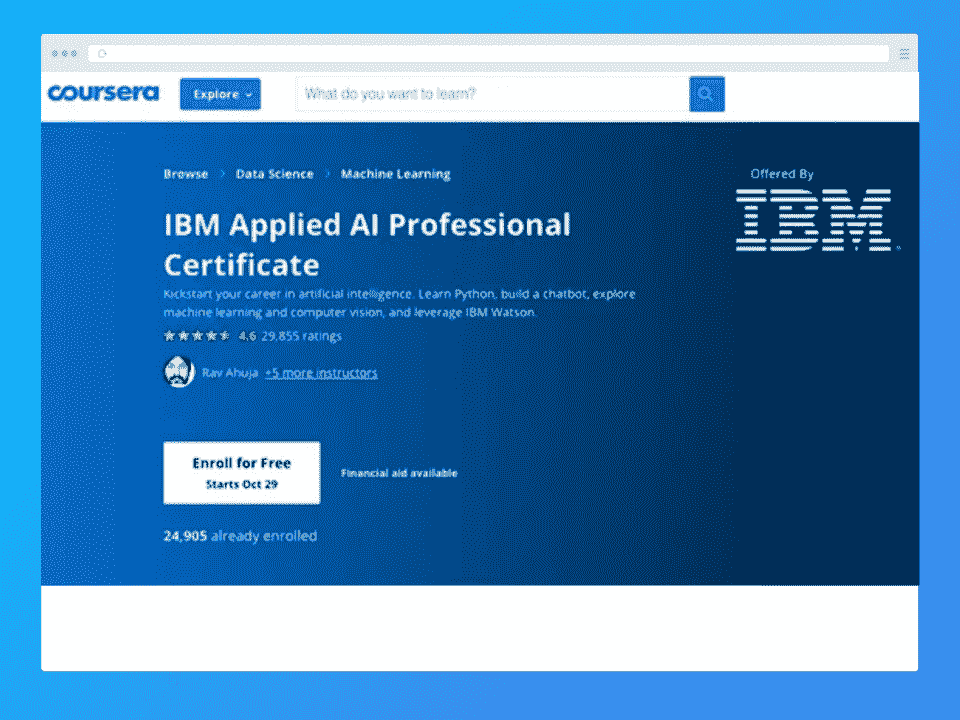 coursera Explore What do you want to learn?
Browse > Data Science > Machine Learning
Offered By
IBM
IBM Applied AI Professional
Certificate
Kickstart your career in artificial intelligence. Learn Python, build a chatbot, explore
machine learning and computer vision, and leverage IBM Watson.
4.6 29,855 ratings
Rav Ahuja +5 more instructors
Enroll for Free
Starts Oct 29
Financial aid available
24,905 already enrolled